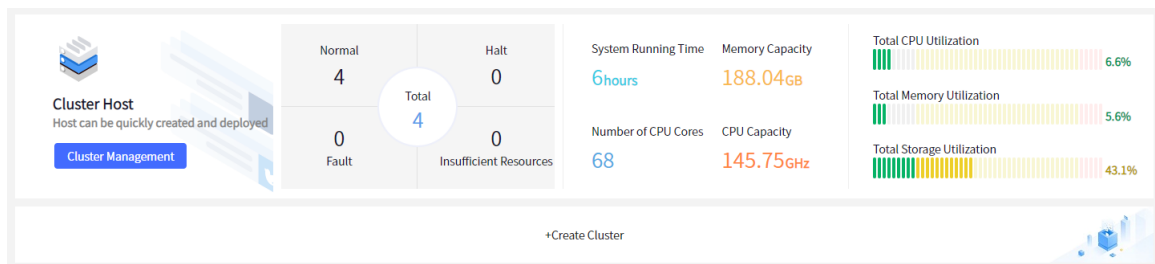 Cluster Host
Host can be quickly created and deployed
Cluster Management
Normal
4
Halt
0
Total
4
0
Fault
0
Insufficient Resources
System Running Time
6hours
Memory Capacity
188.04GB
Number of CPU Cores
68
CPU Capacity
145.75GHz
Total CPU Utilization
6.6%
Total Memory Utilization
5.6%
Total Storage Utilization
43.1%
+Create Cluster